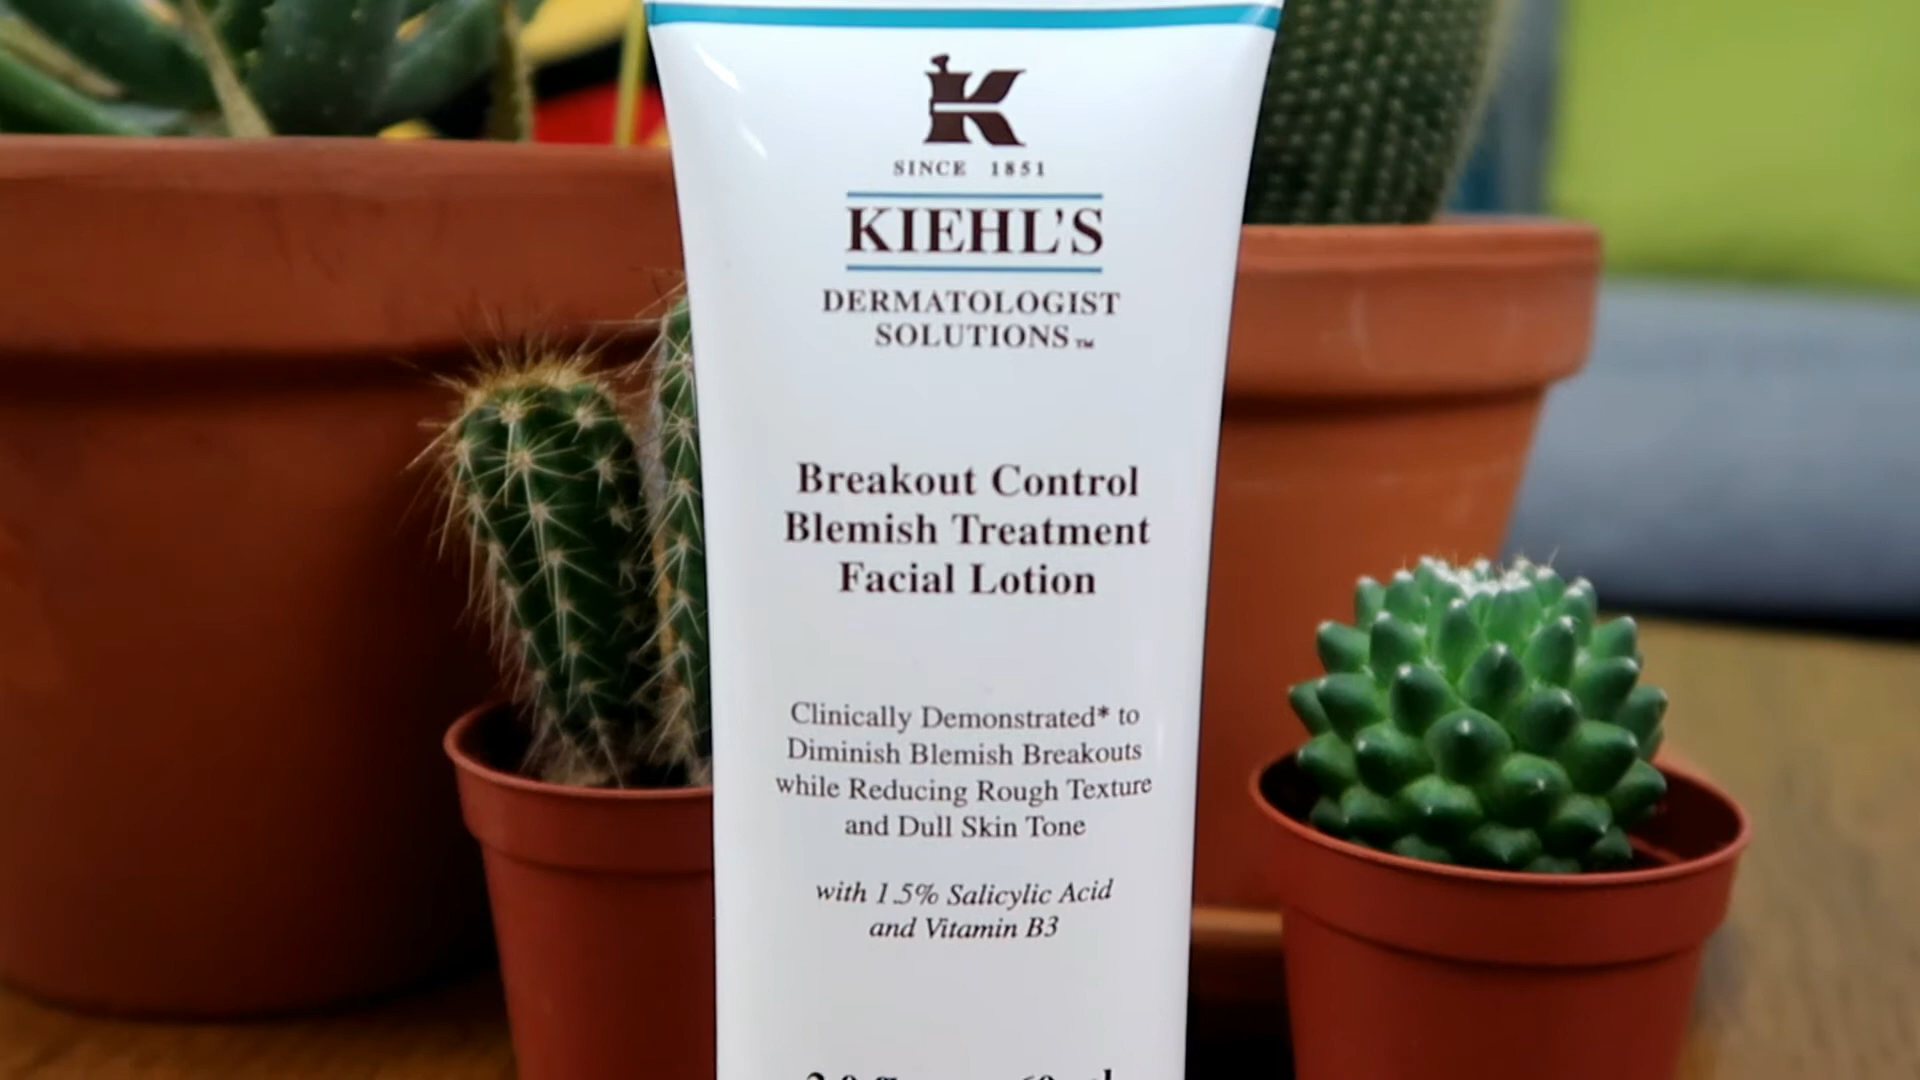 K
SINCE 1851
KIEHL'S
DERMATOLOGIST
SOLUTIONS™
Breakout Control
Blemish Treatment
Facial Lotion
Clinically Demonstrated* to
Diminish Blemish Breakouts
while Reducing Rough Texture
and Dull Skin Tone
with 1.5% Salicylic Acid
and Vitamin B3